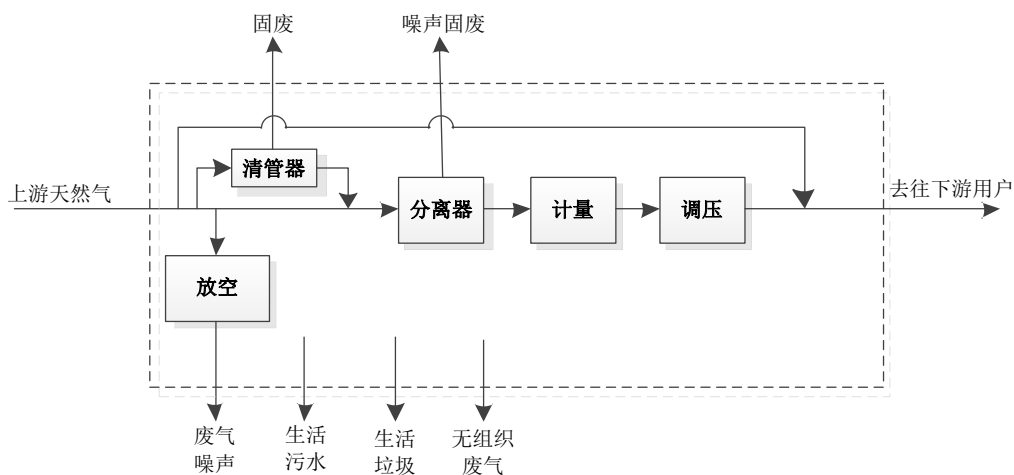 固废
噪声固废
清管器
上游天然气
分离器
计量
调压
去往下游用户
放空
废气
噪声
生活
污水
生活
垃圾
无组织
废气